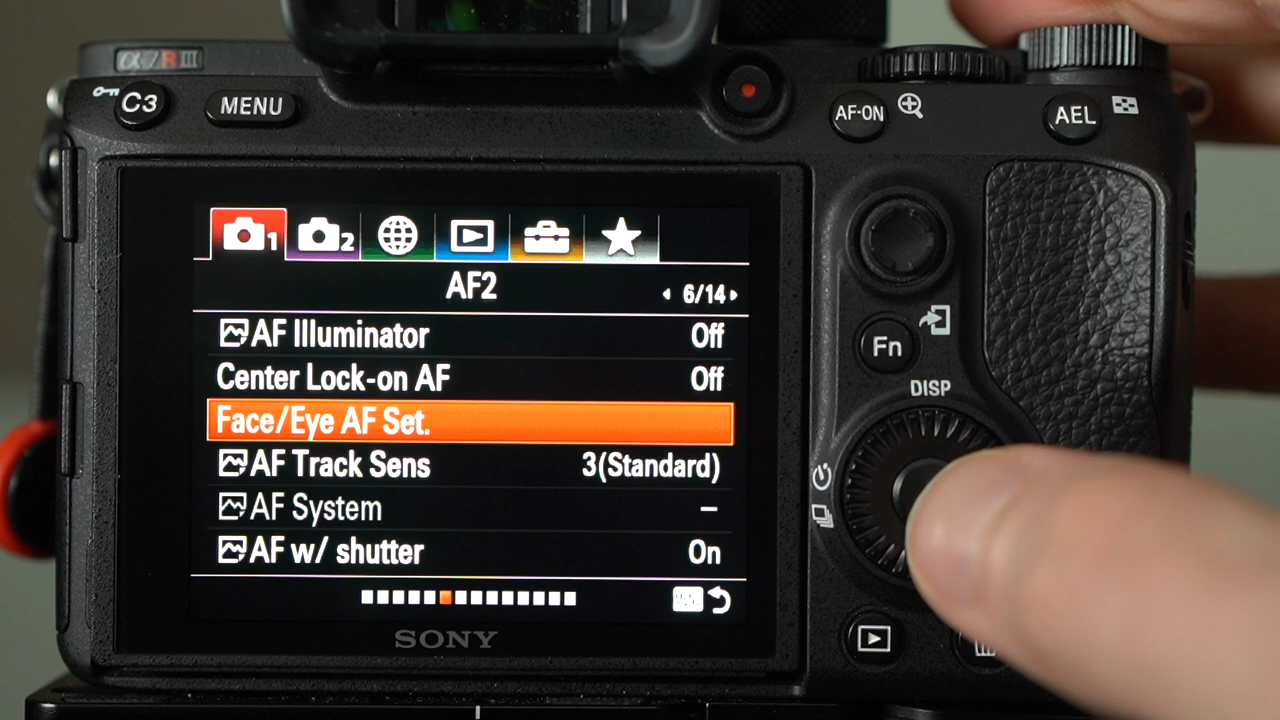 α7RIII
C3
MENU
AF-ON
AEL
1
2
AF2
6/14
AF Illuminator Off
Center Lock-on AF Off
Face/Eye AF Set.
AF Track Sens 3(Standard)
AF System –
AF w/ shutter On
Fn
DISP
SONY